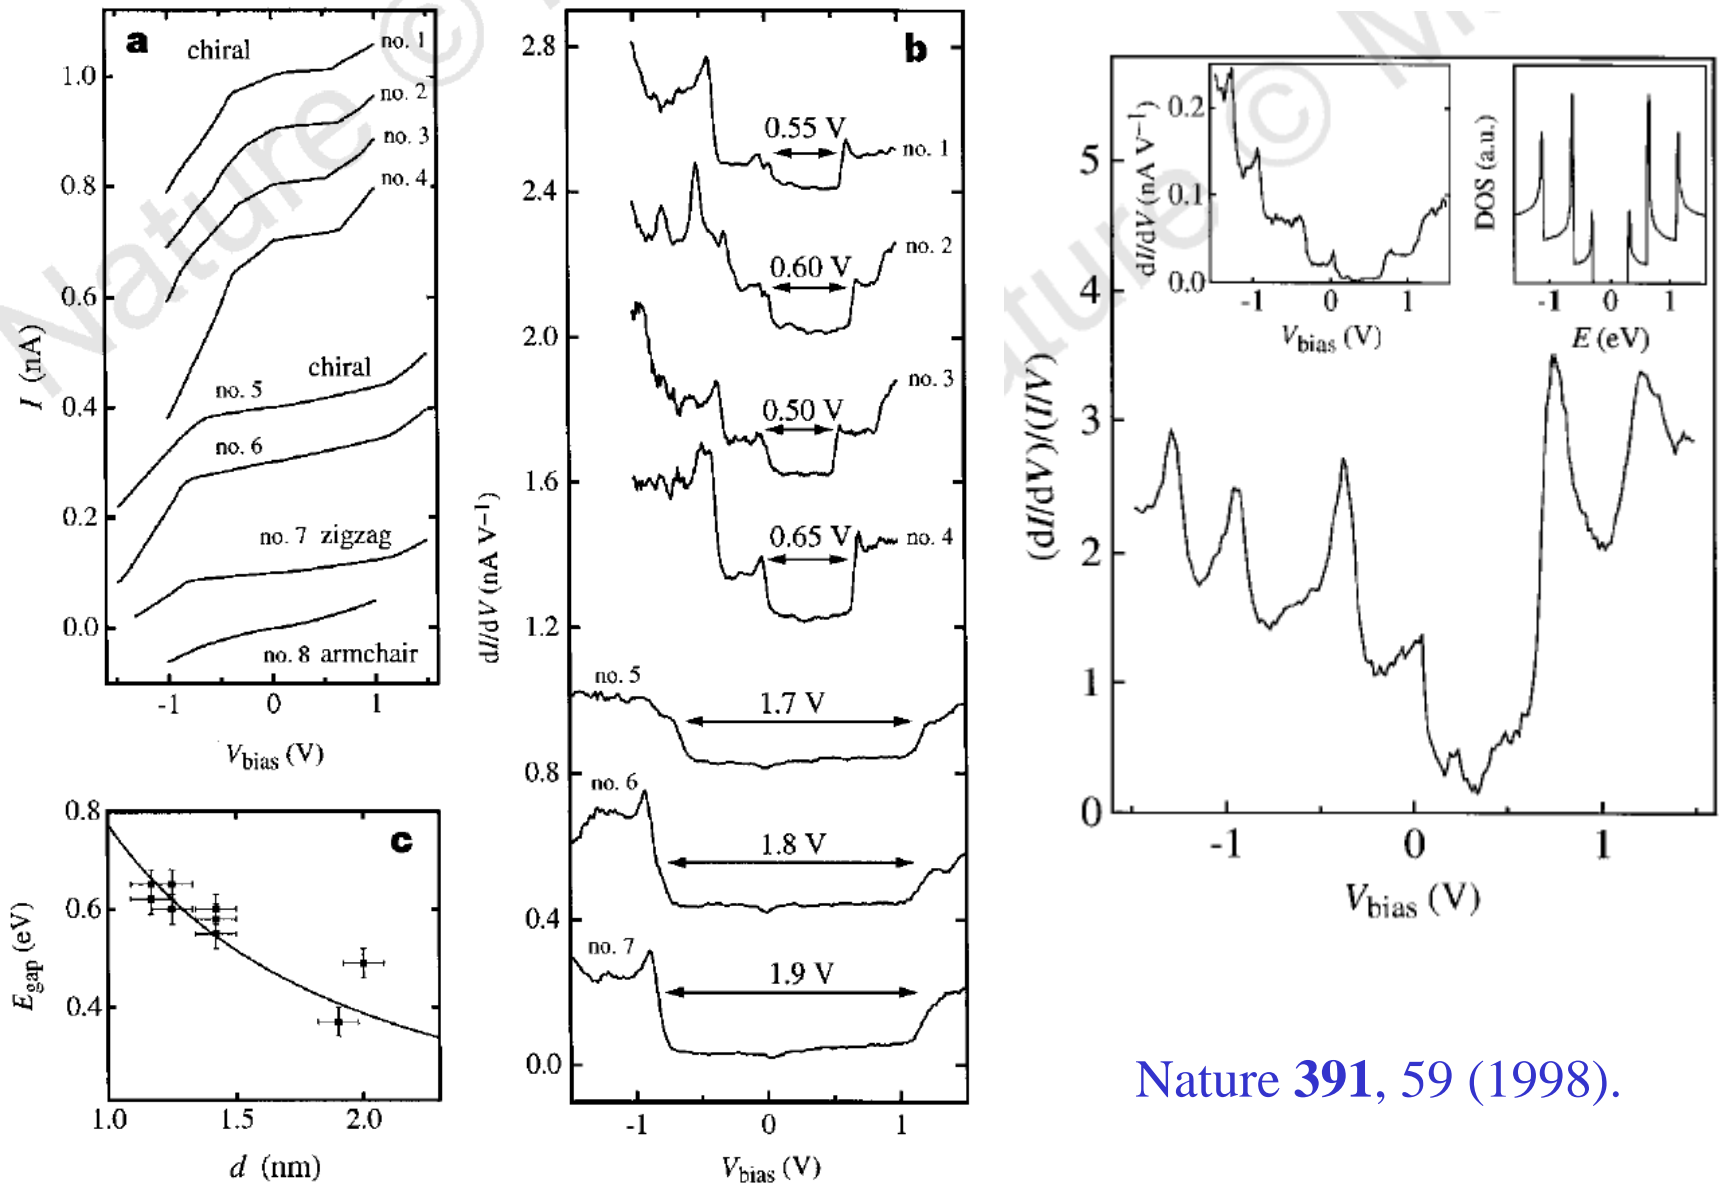 a
chiral
no. 1
no. 2
no. 3
no. 4
chiral
no. 5
no. 6
no. 7 zigzag
no. 8 armchair
1.0
0.8
0.6
0.4
0.2
0.0
I (nA)
-1 0 1
Vbias (V)
c
0.8
0.6
0.4
Egap (eV)
1.0 1.5 2.0
d (nm)
b
2.8
2.4
2.0
1.6
1.2
0.8
0.4
0.0
dI/dV (nA V−1)
0.55 V
no. 1
0.60 V
no. 2
0.50 V
no. 3
0.65 V
no. 4
no. 5
1.7 V
no. 6
1.8 V
no. 7
1.9 V
-1 0 1
Vbias (V)
5
4
3
2
1
0
(dI/dV)/(I/V)
-1 0 1
Vbias (V)
0.2
0.1
0.0
dI/dV (nA V−1)
-1 0 1
Vbias (V)
DOS (a.u.)
-1 0 1
E (eV)
Nature © M
ature © M
Nature 391, 59 (1998).